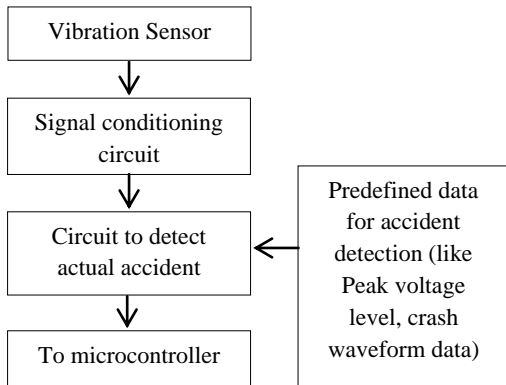 Vibration Sensor
Signal conditioning
circuit
Circuit to detect
actual accident
To microcontroller
Predefined data
for accident
detection (like
Peak voltage
level, crash
waveform data)